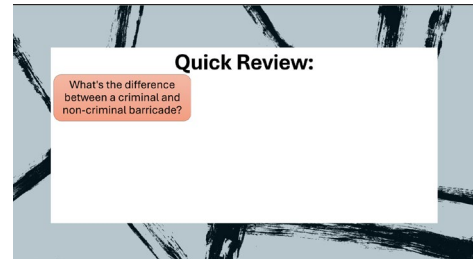 Quick Review:
What's the difference
between a criminal and
non-criminal barricade?